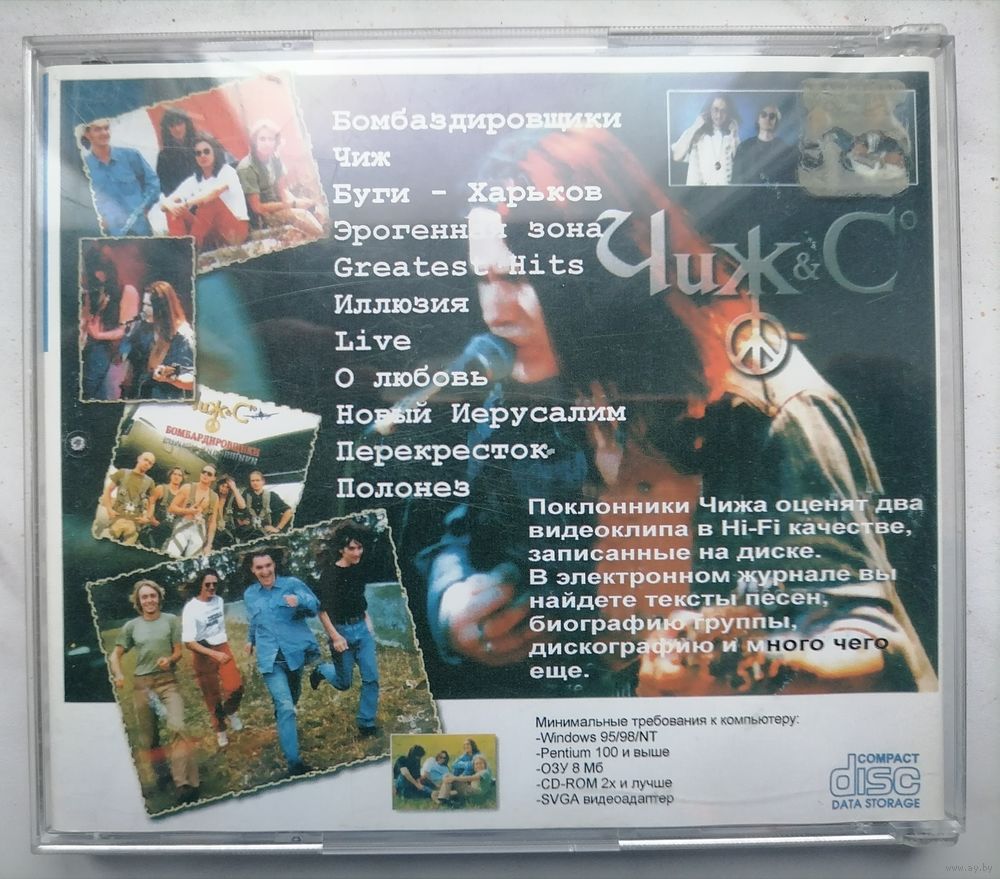 Бомбаздировщики
Чиж
Буги - Харьков
Эрогенная зона
Greatest Hits
Иллюзия
Live
О любовь
Новый Иерусалим
Перекресток
Полонез
Чиж & С°
Чиж & С°
БОМБАРДИРОВЩИКИ
Поклонники Чижа оценят два
видеоклипа в Hi-Fi качестве,
записанные на диске.
В электронном журнале вы
найдете тексты песен,
биографию группы,
дискографию и много чего
еще.
Минимальные требования к компьютеру:
-Windows 95/98/NT
-Pentium 100 и выше
-ОЗУ 8 Мб
-CD-ROM 2x и лучше
-SVGA видеоадаптер
COMPACT
disc
DATA STORAGE
www.ay.by